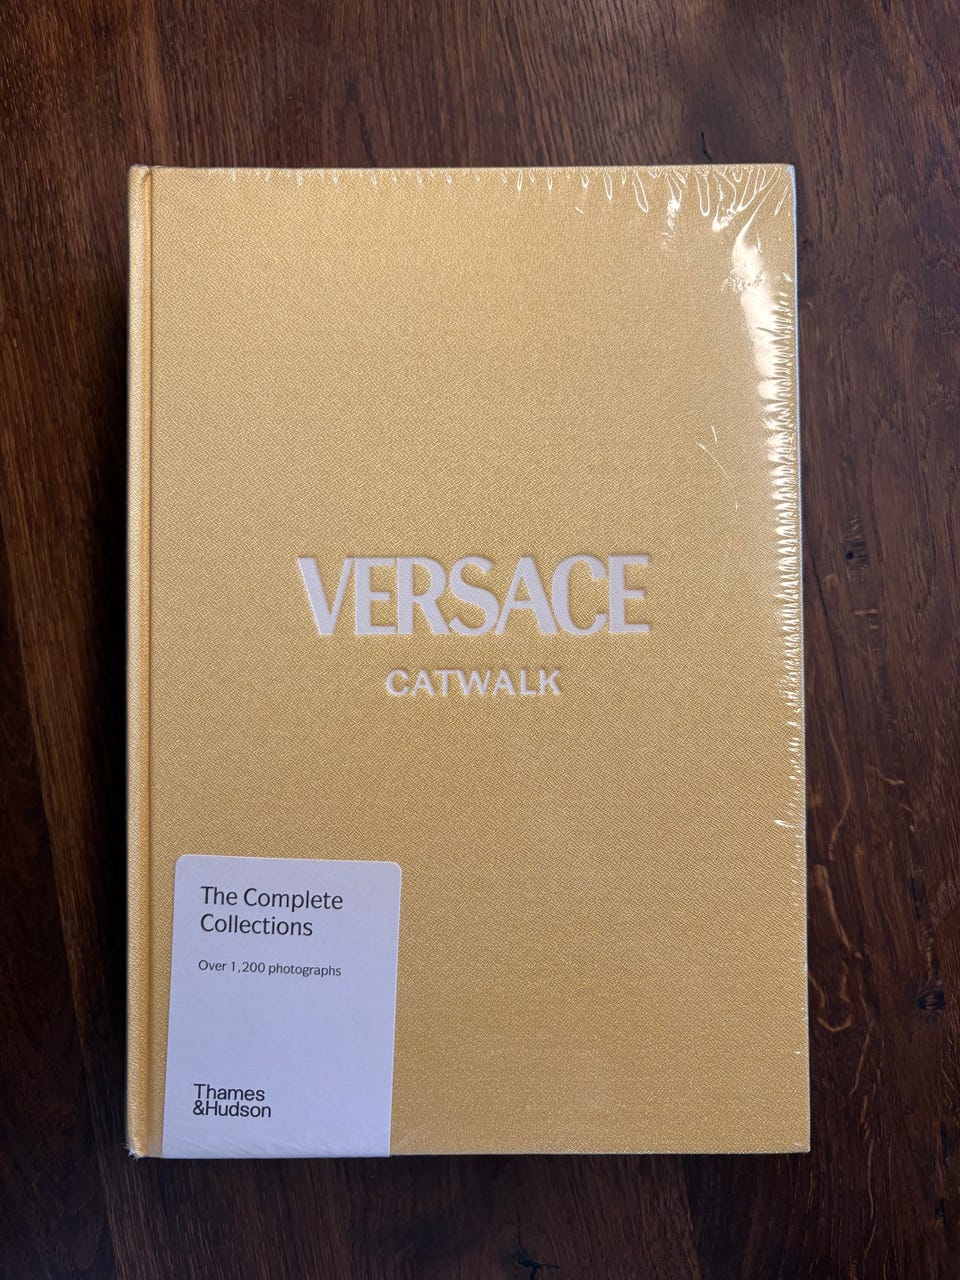 VERSACE
CATWALK
The Complete
Collections
Over 1,200 photographs
Thames
&Hudson